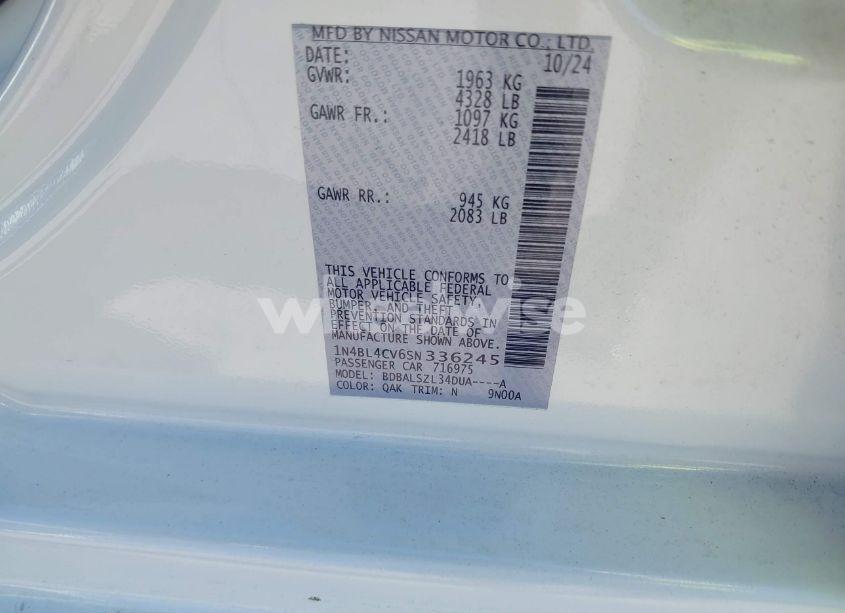 MFD BY NISSAN MOTOR CO., LTD.
DATE: 10/24
GVWR: 1963 KG
4328 LB
GAWR FR.: 1097 KG
2418 LB
GAWR RR.: 945 KG
2083 LB
THIS VEHICLE CONFORMS TO
ALL APPLICABLE FEDERAL
MOTOR VEHICLE SAFETY,
BUMPER, AND THEFT
PREVENTION STANDARDS IN
EFFECT ON THE DATE OF
MANUFACTURE SHOWN ABOVE.
1N4BL4CV6SN336245
PASSENGER CAR 716975
MODEL: BDBALSZL34DUA----A
COLOR: QAK TRIM: N 9N00A